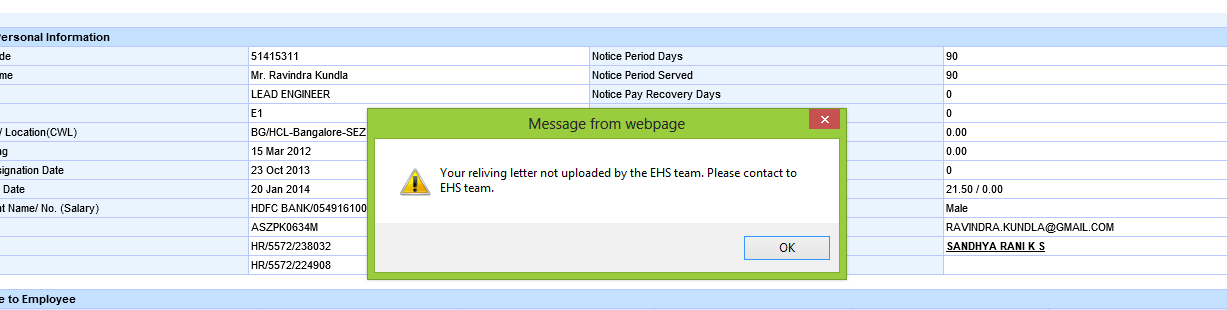 Personal Information
de 51415311 Notice Period Days 90
me Mr. Ravindra Kundla Notice Period Served 90
LEAD ENGINEER Notice Pay Recovery Days 0
E1 0
/ Location(CWL) BG/HCL-Bangalore-SEZ 0.00
ng 15 Mar 2012 0.00
signation Date 23 Oct 2013 0
Date 20 Jan 2014 21.50 / 0.00
nt Name/ No. (Salary) HDFC BANK/054916100 Male
ASZPK0634M RAVINDRA.KUNDLA@GMAIL.COM
HR/5572/238032 SANDHYA RANI K S
HR/5572/224908
e to Employee
Message from webpage
Your reliving letter not uploaded by the EHS team. Please contact to
EHS team.
OK